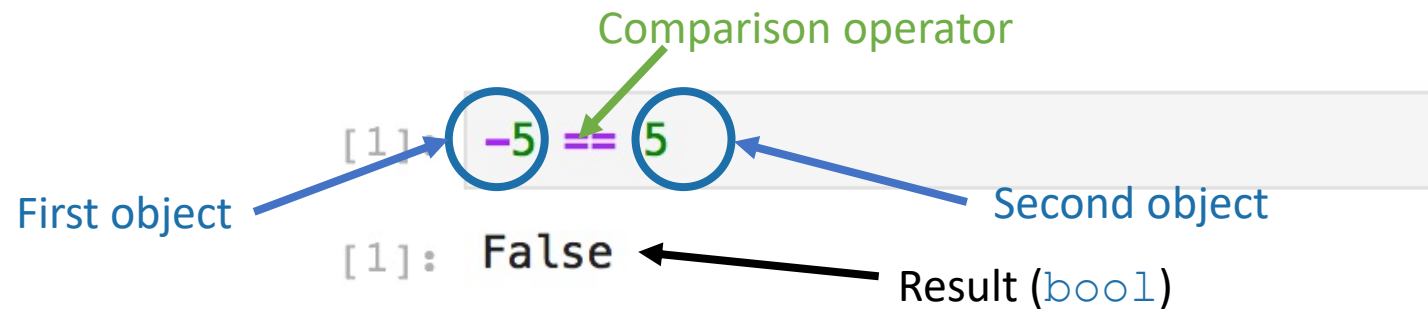 Comparison operator
[1]: -5 == 5
First object
Second object
[1]: False
Result (bool)